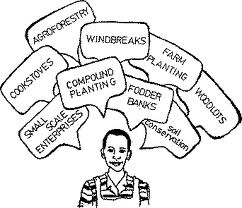 AGROFORESTRY
WINDBREAKS
FARM
PLANTING
COOKSTOVES
COMPOUND
PLANTING
FODDER
BANKS
WOODLOTS
SMALL
SCALE
ENTERPRISES
Soil
conservation